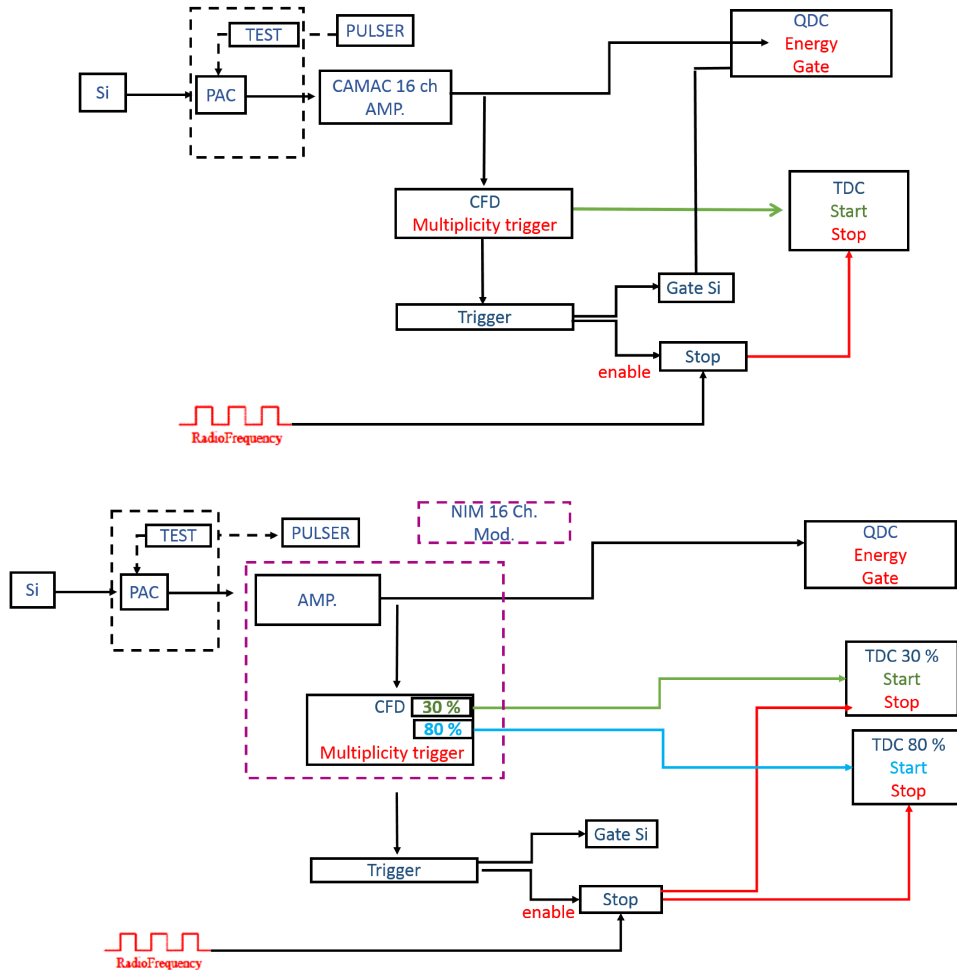 TEST
PULSER
QDC
Energy
Gate
Si
PAC
CAMAC 16 ch
AMP.
CFD
Multiplicity trigger
TDC
Start
Stop
Gate Si
Trigger
Stop
enable
RadioFrequency
NIM 16 Ch.
Mod.
TEST
PULSER
QDC
Energy
Gate
Si
PAC
AMP.
CFD
30 %
80 %
Multiplicity trigger
TDC 30 %
Start
Stop
TDC 80 %
Start
Stop
Gate Si
Trigger
enable
Stop
RadioFrequency